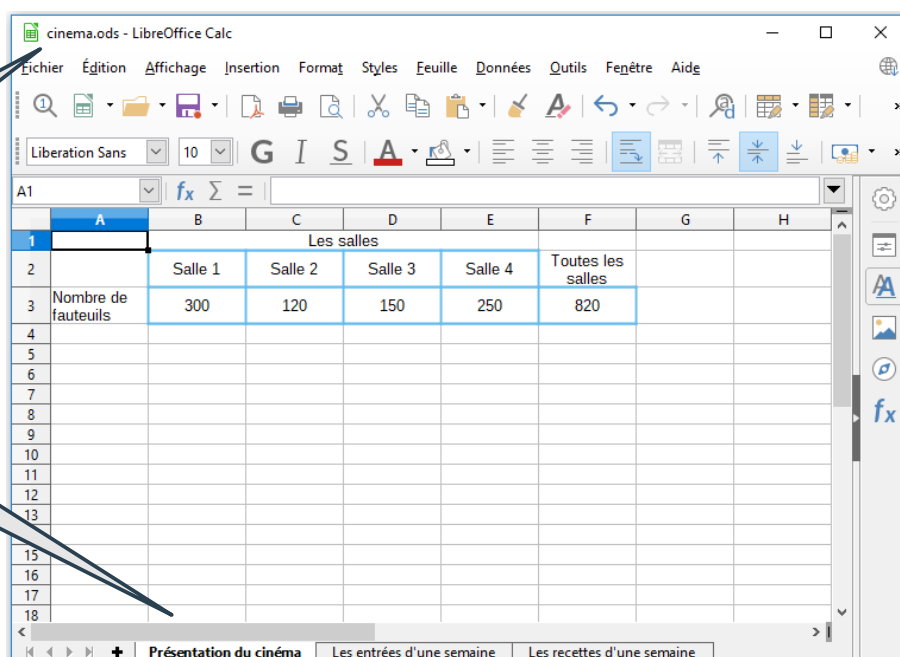 cinema.ods - LibreOffice Calc
Fichier Édition Affichage Insertion Format Styles Feuille Données Outils Fenêtre Aide
Liberation Sans 10 G I S A
A1 fx Σ =
A B C D E F G H
1 Les salles
2 Salle 1 Salle 2 Salle 3 Salle 4 Toutes les
salles
3 Nombre de
fauteuils 300 120 150 250 820
4
5
6
7
8
9
10
11
12
13
15
16
17
18
Présentation du cinéma Les entrées d'une semaine Les recettes d'une semaine